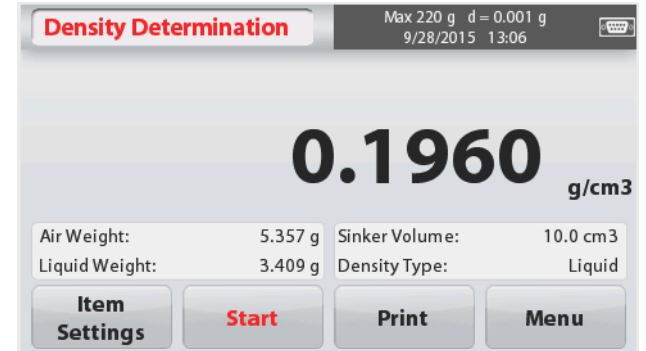 Density Determination
Max 220 g d = 0.001 g
9/28/2015 13:06
0.1960
g/cm3
Air Weight: 5.357 g Sinker Volume: 10.0 cm3
Liquid Weight: 3.409 g Density Type: Liquid
Item
Settings
Start
Print
Menu